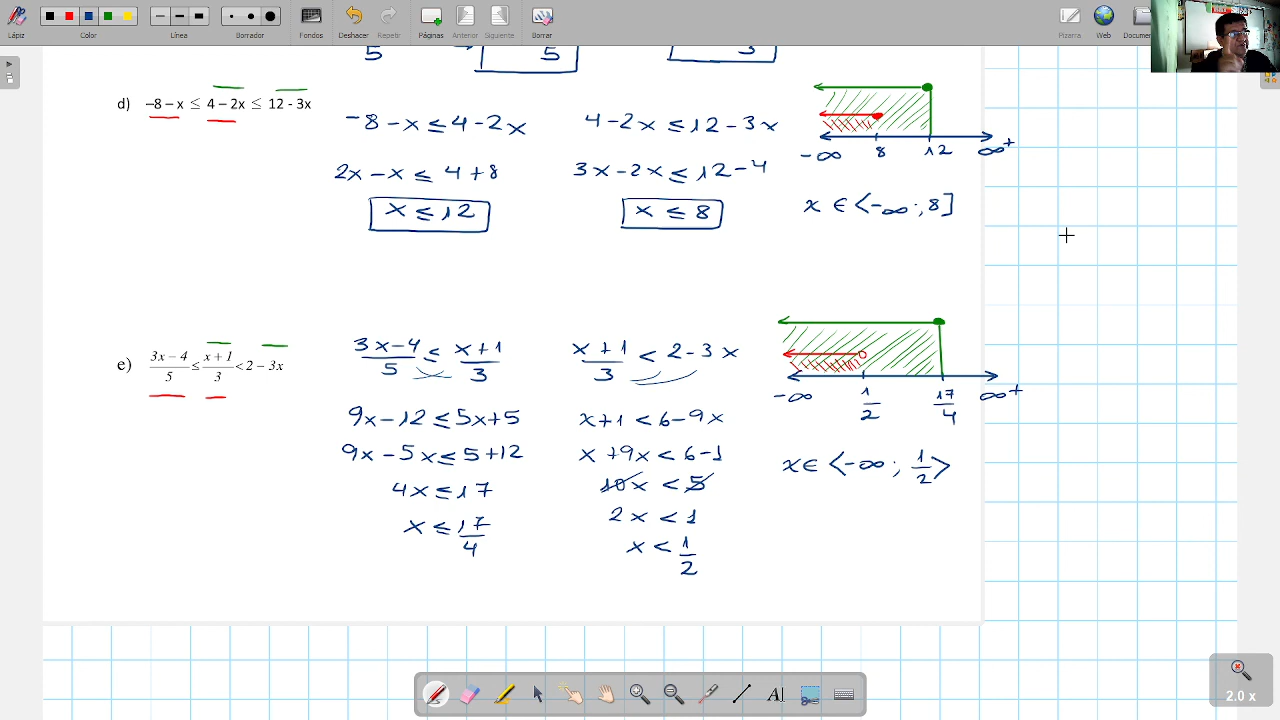 Lápiz Color Línea Borrador Fondos Deshacer Repetir Páginas Anterior Siguiente Borrar Pizarra Web
5 5 3
d) –8 – x ≤ 4 – 2x ≤ 12 - 3x
-8 - x ≤ 4 - 2x
2x - x ≤ 4 + 8
x ≤ 12
4 - 2x ≤ 12 - 3x
3x - 2x ≤ 12 - 4
x ≤ 8
-∞ 8 12 ∞+
x ∈ ⟨-∞ ; 8]
e) (3x – 4)/5 ≤ (x + 1)/3 < 2 – 3x
(3x - 4)/5 ≤ (x + 1)/3
9x - 12 ≤ 5x + 5
9x - 5x ≤ 5 + 12
4x ≤ 17
x ≤ 17/4
(x + 1)/3 < 2 - 3x
x + 1 < 6 - 9x
x + 9x < 6 - 1
10x < 5
2x < 1
x < 1/2
-∞ 1/2 17/4 ∞+
x ∈ ⟨-∞ ; 1/2⟩
2.0 x